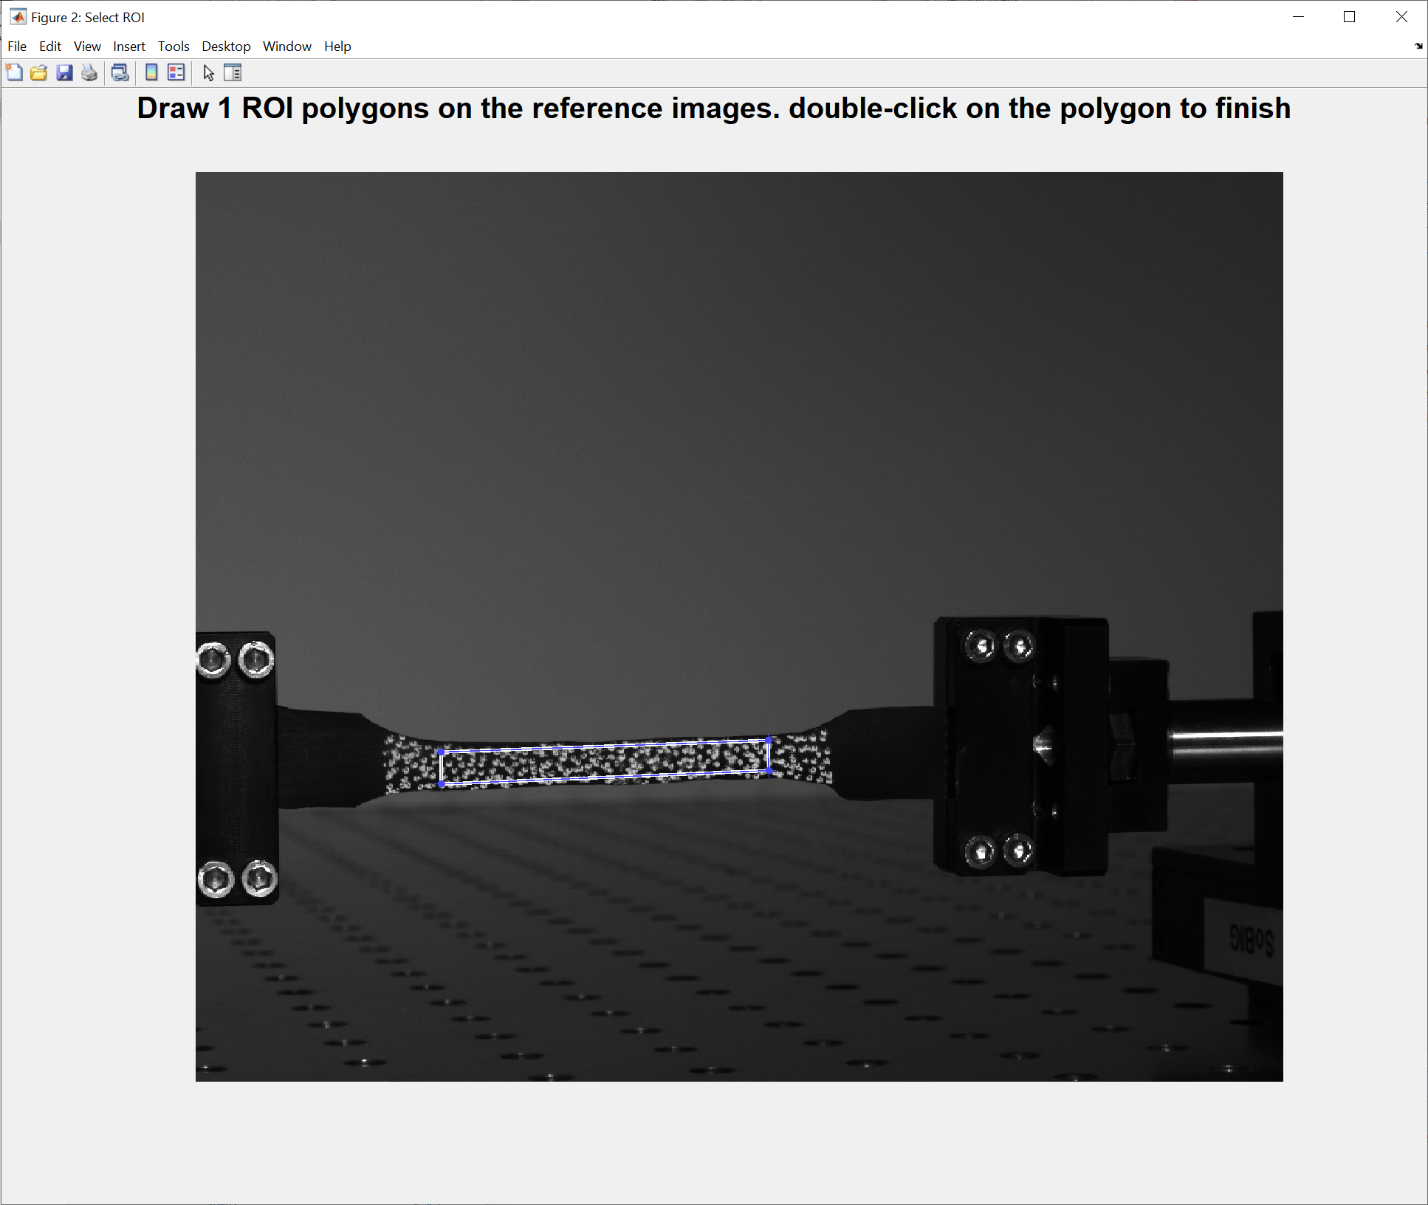 Figure 2: Select ROI
File Edit View Insert Tools Desktop Window Help
Draw 1 ROI polygons on the reference images. double-click on the polygon to finish
SoBIG